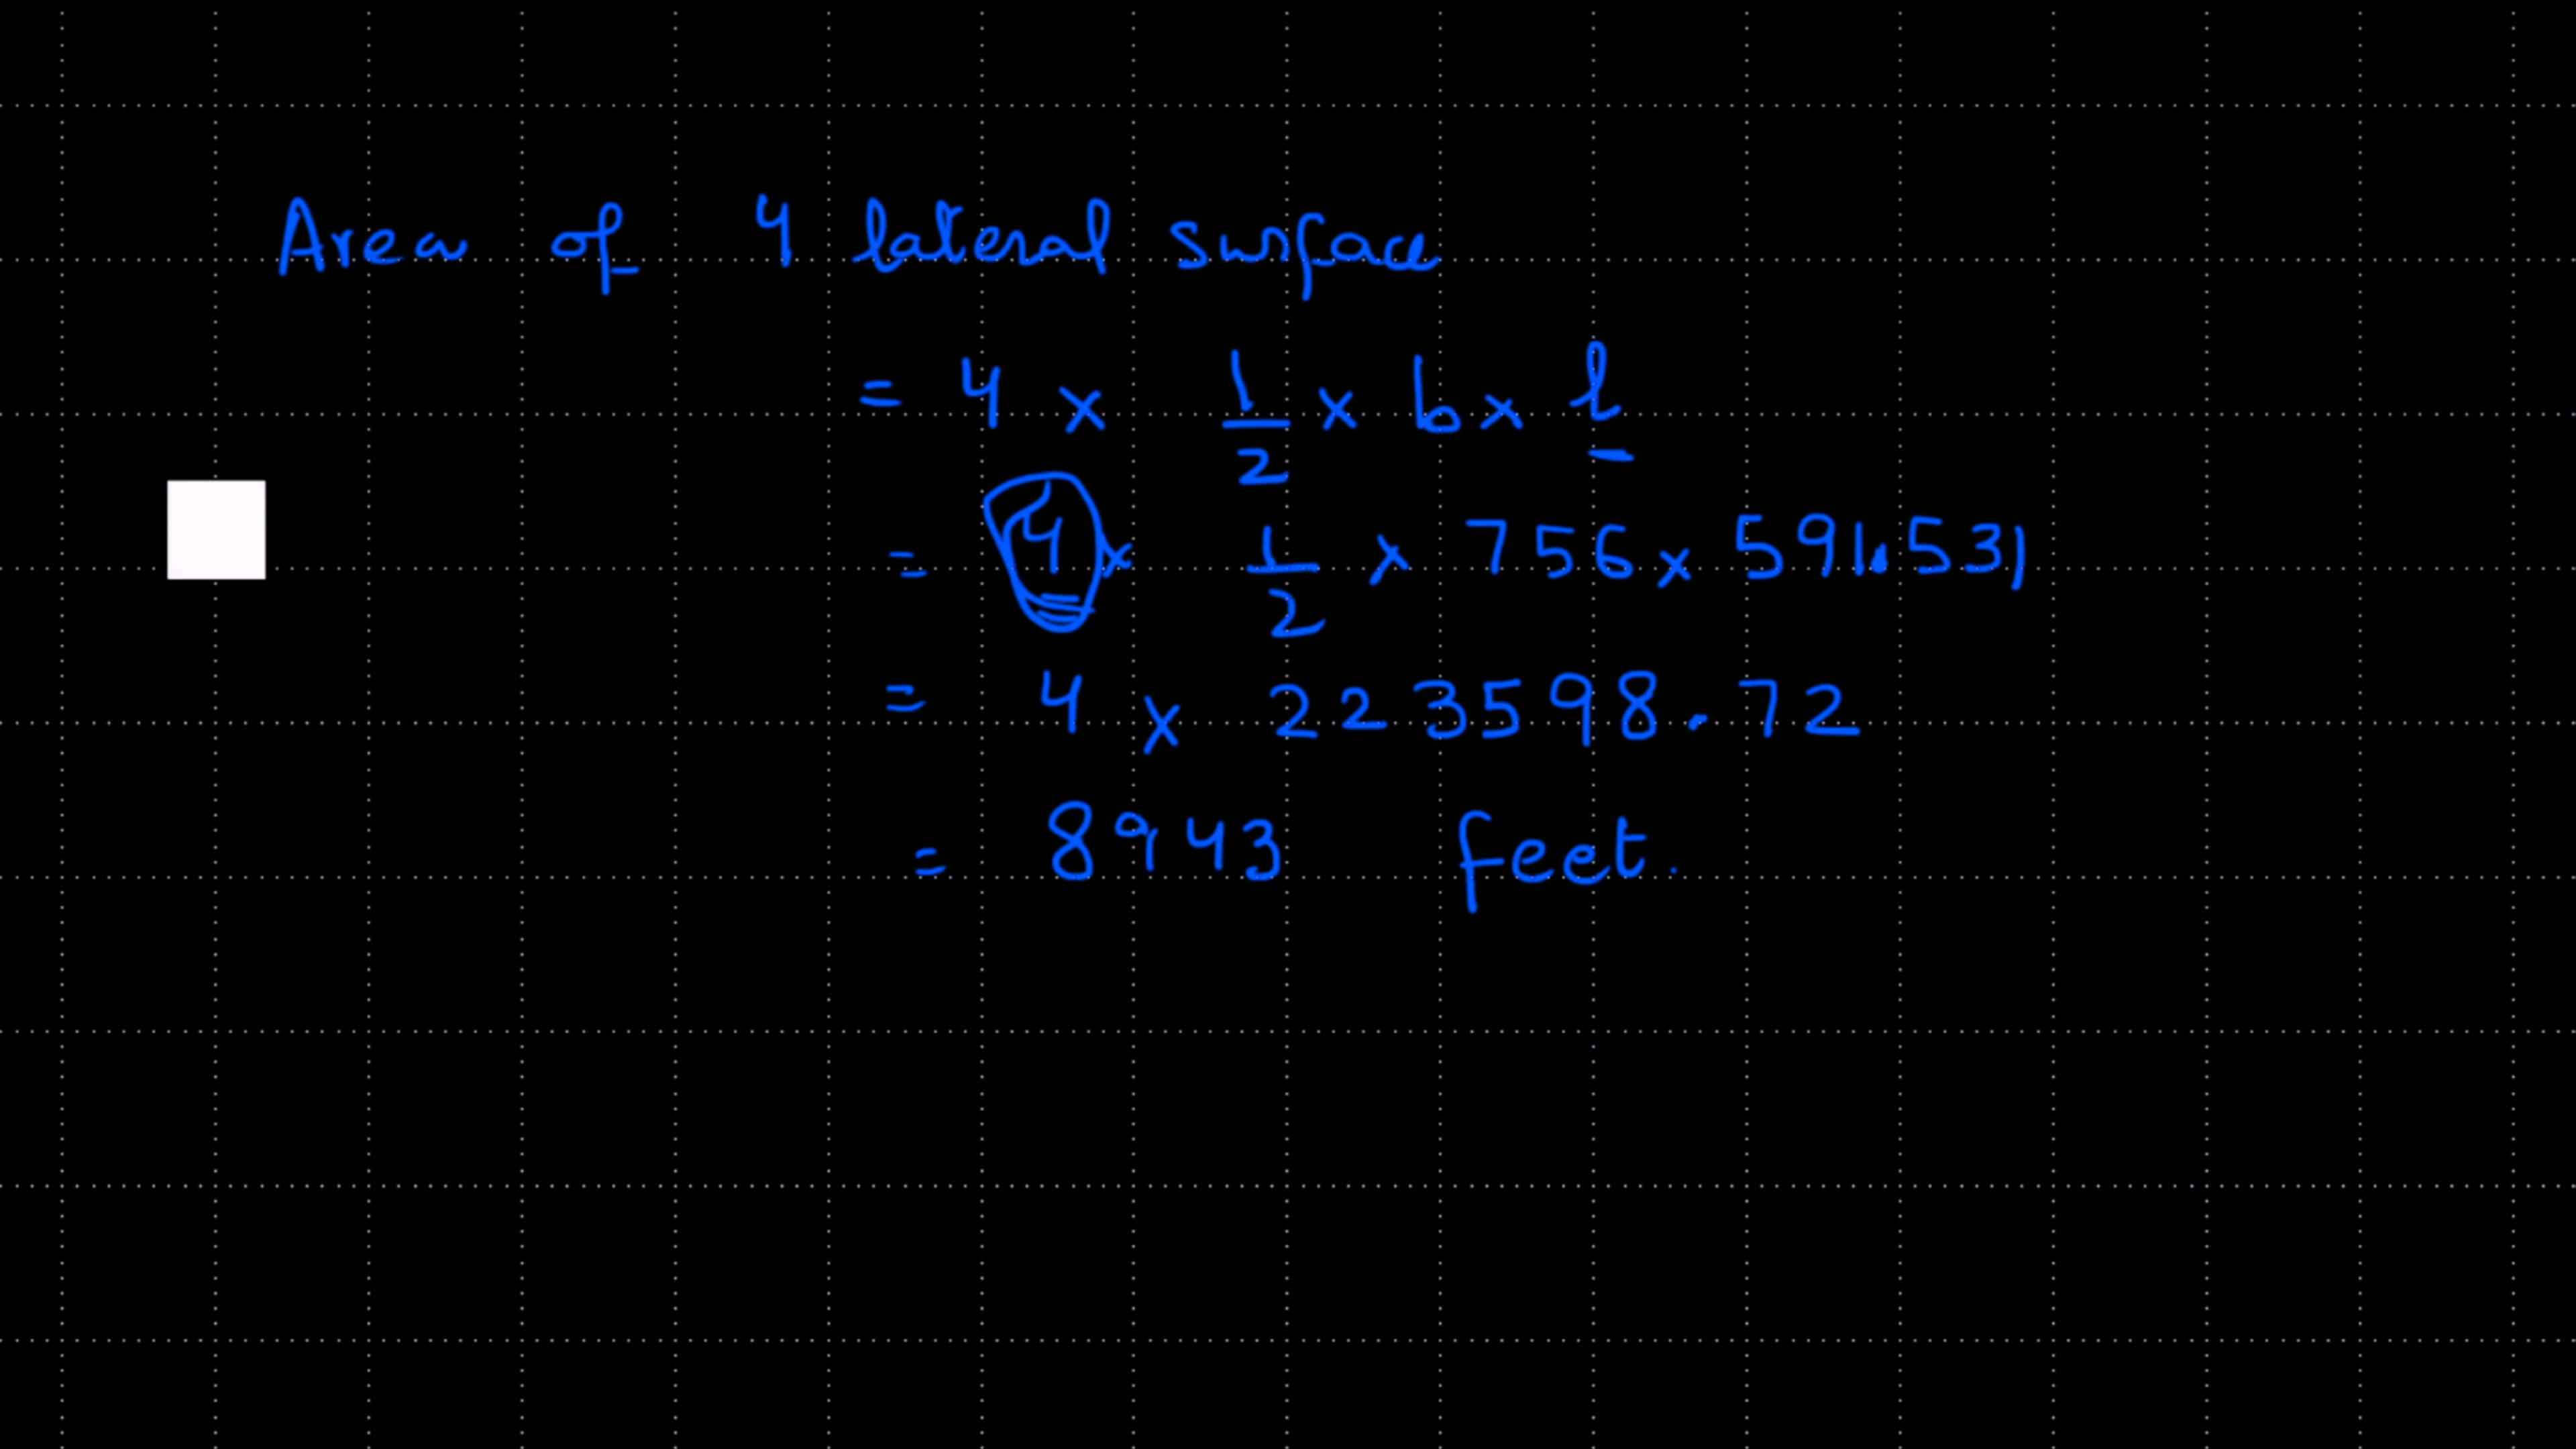 Area of 4 lateral surface
= 4 x 1/2 x b x l
= 4 x 1/2 x 756 x 591.531
= 4 x 223598.72
= 8943 feet.